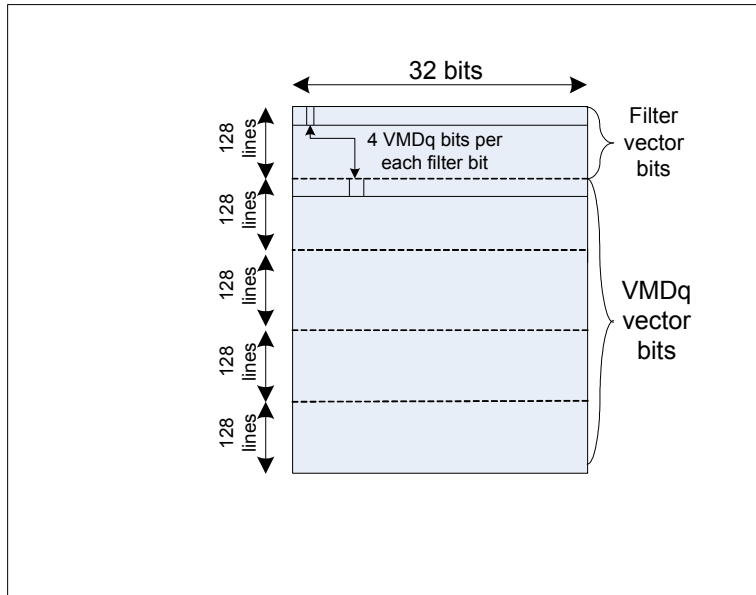 32 bits
128
lines
4 VMDq bits per
each filter bit
Filter
vector
bits
128
lines
128
lines
VMDq
vector
bits
128
lines
128
lines